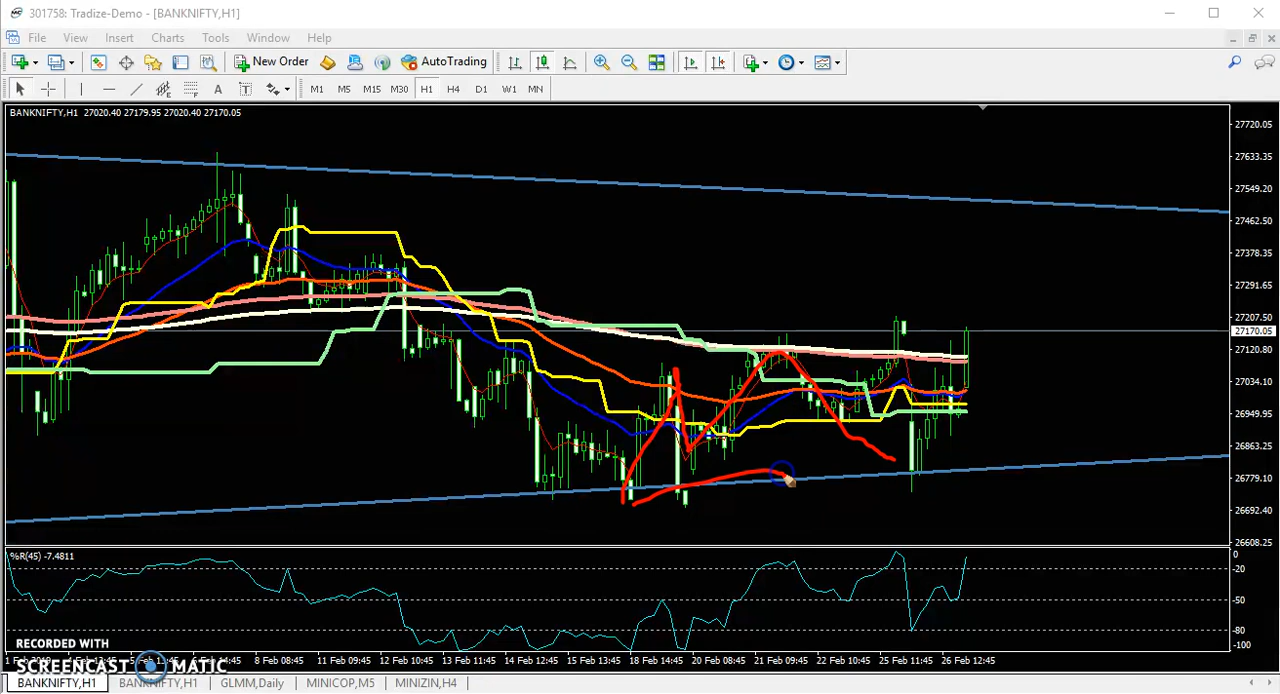 301758: Tradize-Demo - [BANKNIFTY,H1]
File View Insert Charts Tools Window Help
New Order AutoTrading
A T M1 M5 M15 M30 H1 H4 D1 W1 MN
BANKNIFTY,H1 27020.40 27179.95 27020.40 27170.05
27720.05
27633.35
27549.20
27462.50
27378.35
27291.65
27207.50
27170.05
27120.80
27034.10
26949.95
26863.25
26779.10
26692.40
26608.25
%R(45) -7.4811
0
-20
-50
-80
-100
RECORDED WITH
SCREENCAST MATIC
8 Feb 08:45 11 Feb 09:45 12 Feb 10:45 13 Feb 11:45 14 Feb 12:45 15 Feb 13:45 18 Feb 14:45 20 Feb 08:45 21 Feb 09:45 22 Feb 10:45 25 Feb 11:45 26 Feb 12:45
BANKNIFTY,H1 BANKNIFTY,H1 GLMM,Daily MINICOP,M5 MINIZIN,H4